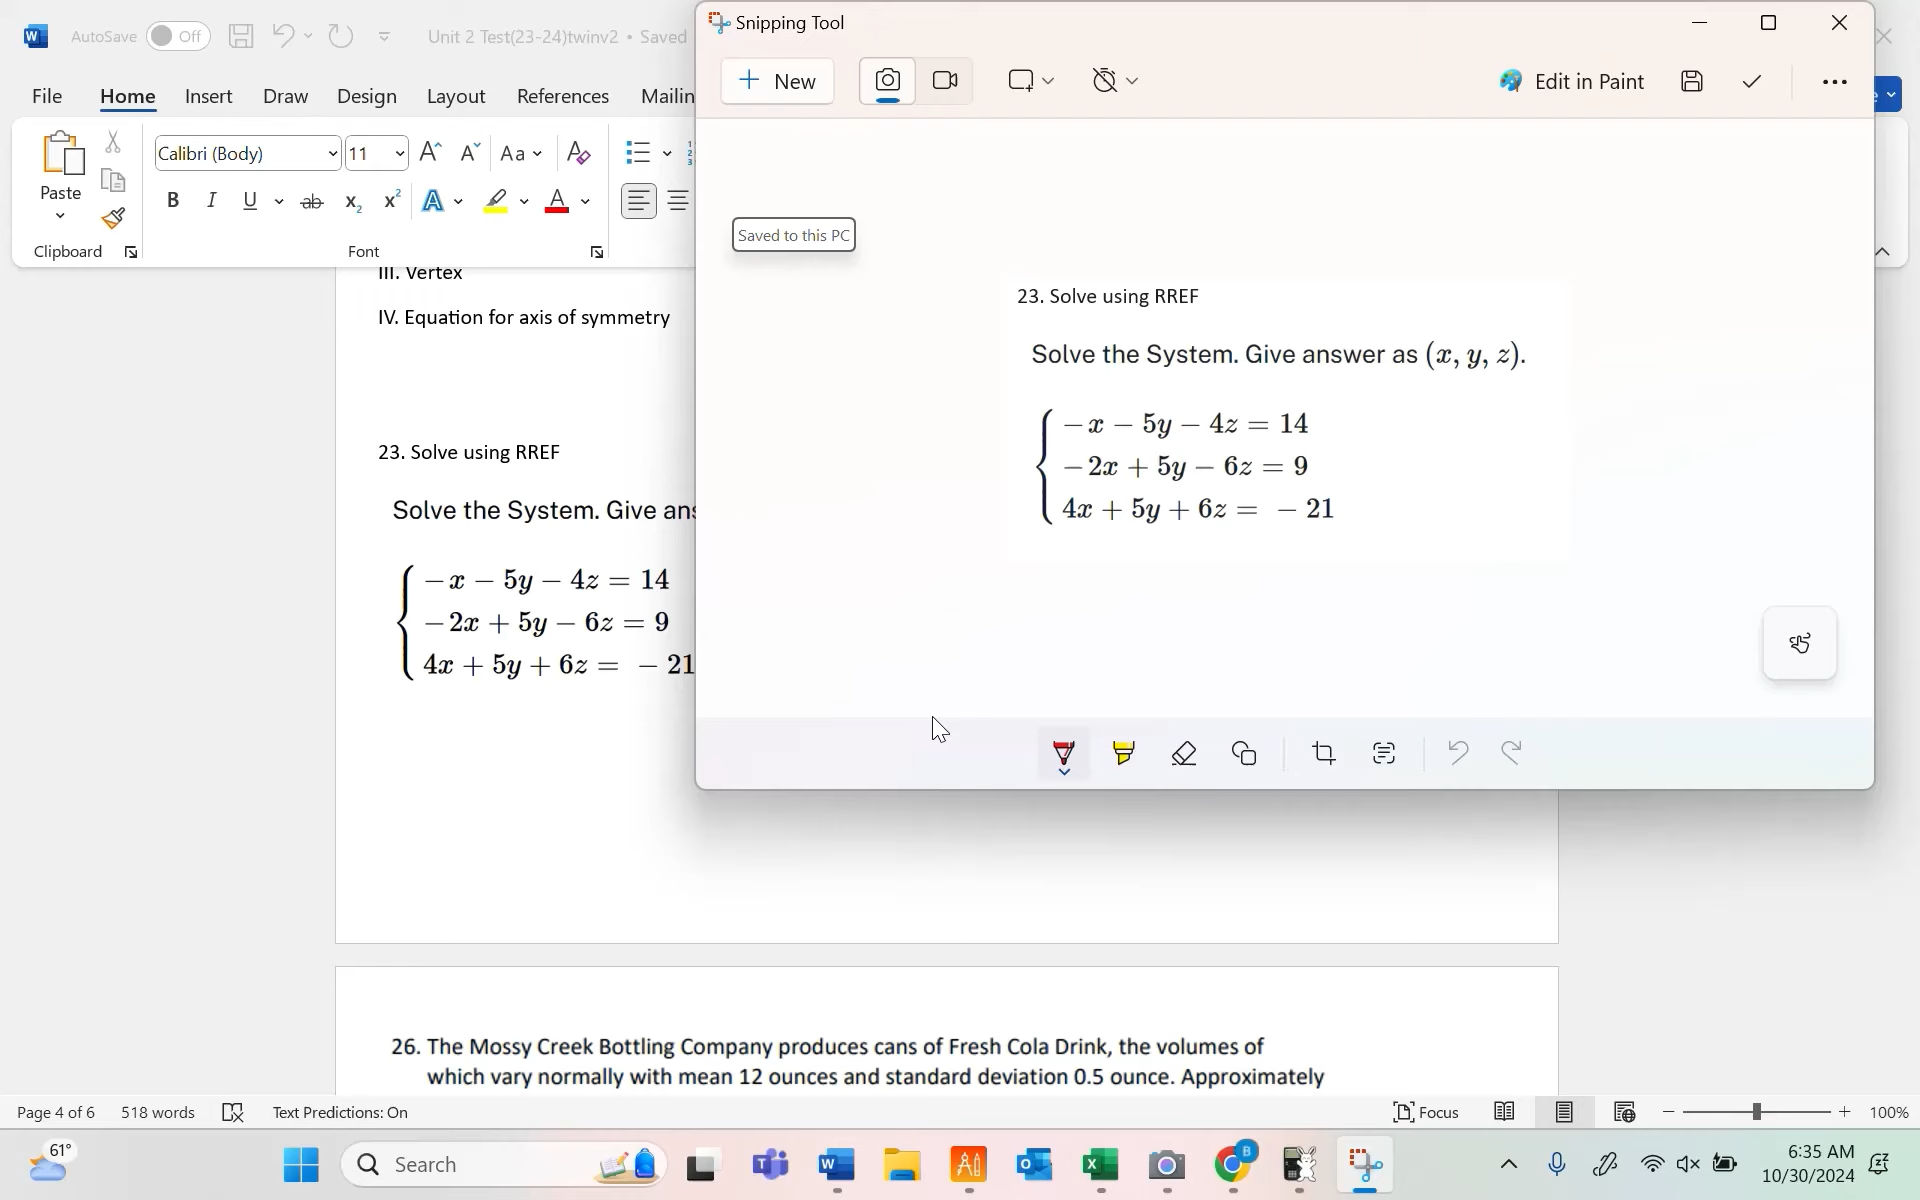 AutoSave Off Unit 2 Test(23-24)twinv2 • Saved
File Home Insert Draw Design Layout References Mailin
Paste
Calibri (Body) 11
Aa
B I U ab x₂ x² A A
Clipboard Font
Snipping Tool
New Edit in Paint
Saved to this PC
23. Solve using RREF
Solve the System. Give answer as (x, y, z).
−x − 5y − 4z = 14
−2x + 5y − 6z = 9
4x + 5y + 6z = −21
III. Vertex
IV. Equation for axis of symmetry
23. Solve using RREF
Solve the System. Give ans
−x − 5y − 4z = 14
−2x + 5y − 6z = 9
4x + 5y + 6z = −21
26. The Mossy Creek Bottling Company produces cans of Fresh Cola Drink, the volumes of
which vary normally with mean 12 ounces and standard deviation 0.5 ounce. Approximately
Page 4 of 6 518 words Text Predictions: On Focus 100%
61° Search 6:35 AM
10/30/2024